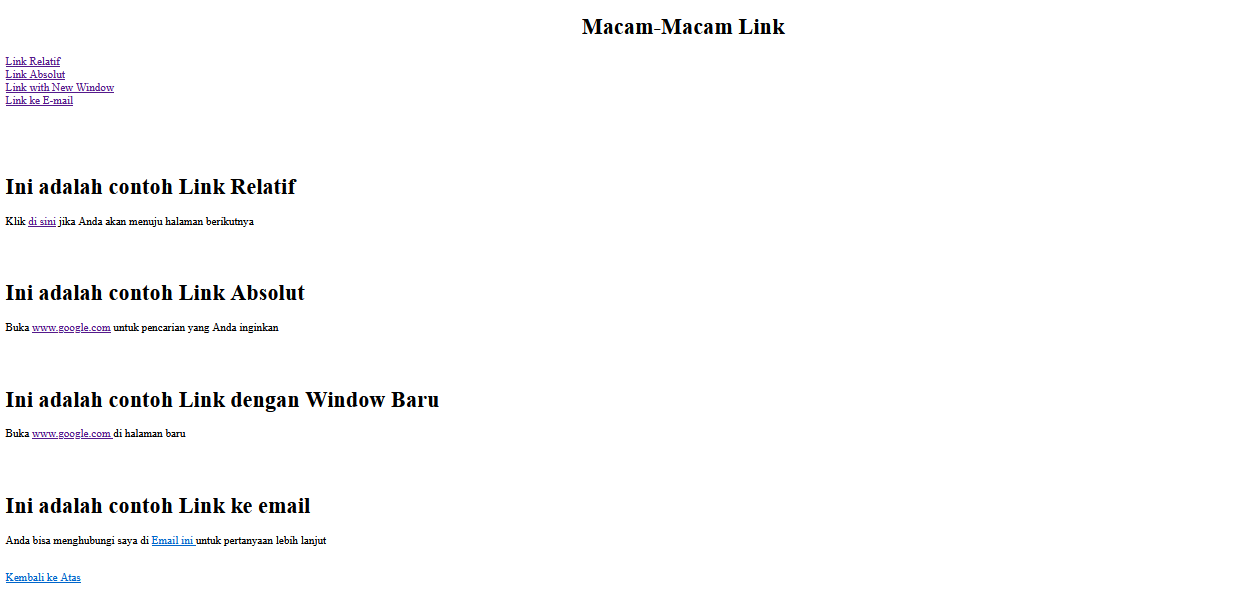 Macam-Macam Link
Link Relatif
Link Absolut
Link with New Window
Link ke E-mail
Ini adalah contoh Link Relatif
Klik di sini jika Anda akan menuju halaman berikutnya
Ini adalah contoh Link Absolut
Buka www.google.com untuk pencarian yang Anda inginkan
Ini adalah contoh Link dengan Window Baru
Buka www.google.com di halaman baru
Ini adalah contoh Link ke email
Anda bisa menghubungi saya di Email ini untuk pertanyaan lebih lanjut
Kembali ke Atas